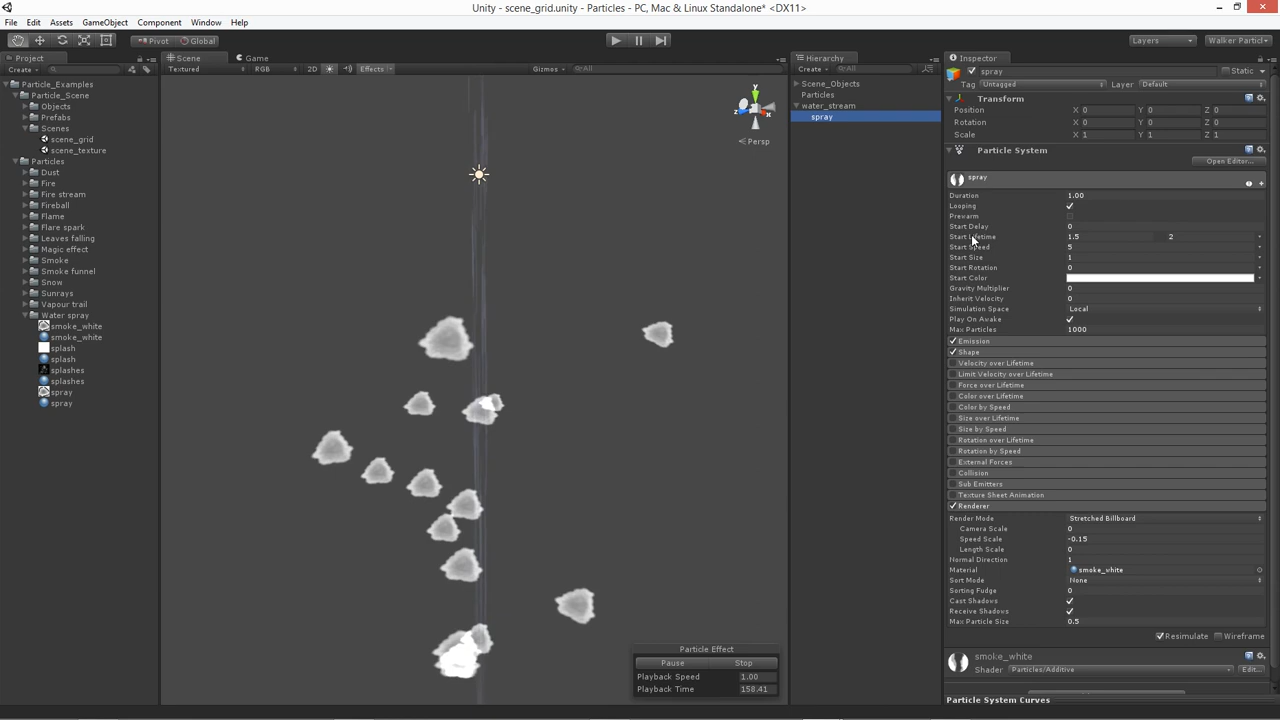 Unity - scene_grid.unity - Particles - PC, Mac & Linux Standalone* <DX11>
File Edit Assets GameObject Component Window Help
Pivot Global
Layers Walker Particl
Project
Create
Particle_Examples
Particle_Scene
Objects
Prefabs
Scenes
scene_grid
scene_texture
Particles
Dust
Fire
Fire stream
Fireball
Flame
Flare spark
Leaves falling
Magic effect
Smoke
Smoke funnel
Snow
Sunrays
Vapour trail
Water spray
smoke_white
smoke_white
splash
splash
splashes
splashes
spray
spray
Scene Game
Textured RGB 2D Effects Gizmos All
y
z x
Persp
Particle Effect
Pause Stop
Playback Speed 1.00
Playback Time 158.41
Hierarchy
Create All
Scene_Objects
Particles
water_stream
spray
Inspector
spray Static
Tag Untagged Layer Default
Transform
Position X 0 Y 0 Z 0
Rotation X 0 Y 0 Z 0
Scale X 1 Y 1 Z 1
Particle System
Open Editor...
spray
Duration 1.00
Looping
Prewarm
Start Delay 0
Start Lifetime 1.5 2
Start Speed 5
Start Size 1
Start Rotation 0
Start Color
Gravity Multiplier 0
Inherit Velocity 0
Simulation Space Local
Play On Awake
Max Particles 1000
Emission
Shape
Velocity over Lifetime
Limit Velocity over Lifetime
Force over Lifetime
Color over Lifetime
Color by Speed
Size over Lifetime
Size by Speed
Rotation over Lifetime
Rotation by Speed
External Forces
Collision
Sub Emitters
Texture Sheet Animation
Renderer
Render Mode Stretched Billboard
Camera Scale 0
Speed Scale -0.15
Length Scale 0
Normal Direction 1
Material smoke_white
Sort Mode None
Sorting Fudge 0
Cast Shadows
Receive Shadows
Max Particle Size 0.5
Resimulate Wireframe
smoke_white
Shader Particles/Additive Edit...
Particle System Curves